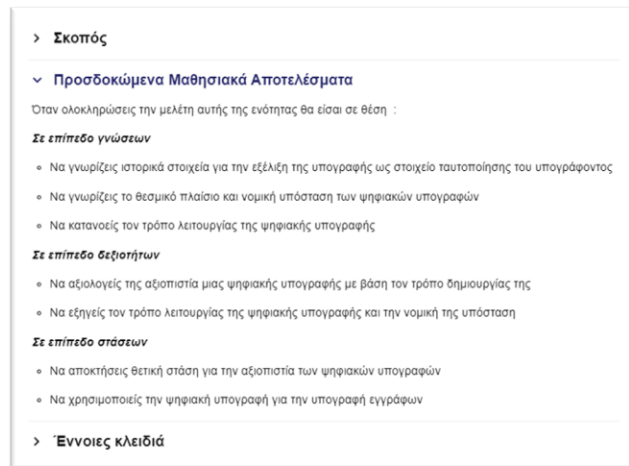 Σκοπός
Προσδοκώμενα Μαθησιακά Αποτελέσματα
Όταν ολοκληρώσεις την μελέτη αυτής της ενότητας θα είσαι σε θέση :
Σε επίπεδο γνώσεων
Να γνωρίζεις ιστορικά στοιχεία για την εξέλιξη της υπογραφής ως στοιχείο ταυτοποίησης του υπογράφοντος
Να γνωρίζεις το θεσμικό πλαίσιο και νομική υπόσταση των ψηφιακών υπογραφών
Να κατανοείς τον τρόπο λειτουργίας της ψηφιακής υπογραφής
Σε επίπεδο δεξιοτήτων
Να αξιολογείς της αξιοπιστία μιας ψηφιακής υπογραφής με βάση τον τρόπο δημιουργίας της
Να εξηγείς τον τρόπο λειτουργίας της ψηφιακής υπογραφής και την νομική της υπόσταση
Σε επίπεδο στάσεων
Να αποκτήσεις θετική στάση για την αξιοπιστία των ψηφιακών υπογραφών
Να χρησιμοποιείς την ψηφιακή υπογραφή για την υπογραφή εγγράφων
Έννοιες κλειδιά